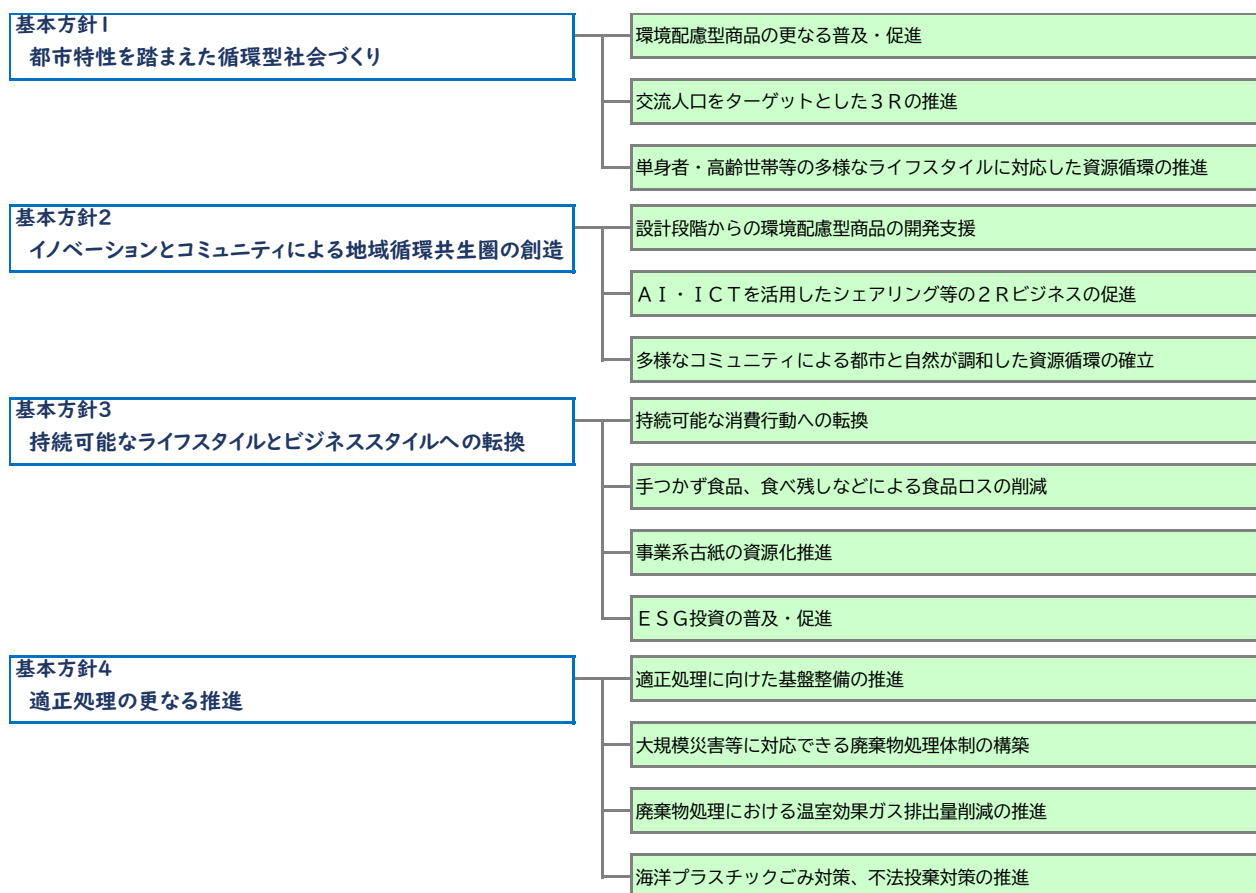 基本方針1
都市特性を踏まえた循環型社会づくり
環境配慮型商品の更なる普及・促進
交流人口をターゲットとした３Ｒの推進
単身者・高齢世帯等の多様なライフスタイルに対応した資源循環の推進
基本方針2
イノベーションとコミュニティによる地域循環共生圏の創造
設計段階からの環境配慮型商品の開発支援
ＡＩ・ＩＣＴを活用したシェアリング等の２Ｒビジネスの促進
多様なコミュニティによる都市と自然が調和した資源循環の確立
基本方針3
持続可能なライフスタイルとビジネススタイルへの転換
持続可能な消費行動への転換
手つかず食品、食べ残しなどによる食品ロスの削減
事業系古紙の資源化推進
ＥＳＧ投資の普及・促進
基本方針4
適正処理の更なる推進
適正処理に向けた基盤整備の推進
大規模災害等に対応できる廃棄物処理体制の構築
廃棄物処理における温室効果ガス排出量削減の推進
海洋プラスチックごみ対策、不法投棄対策の推進